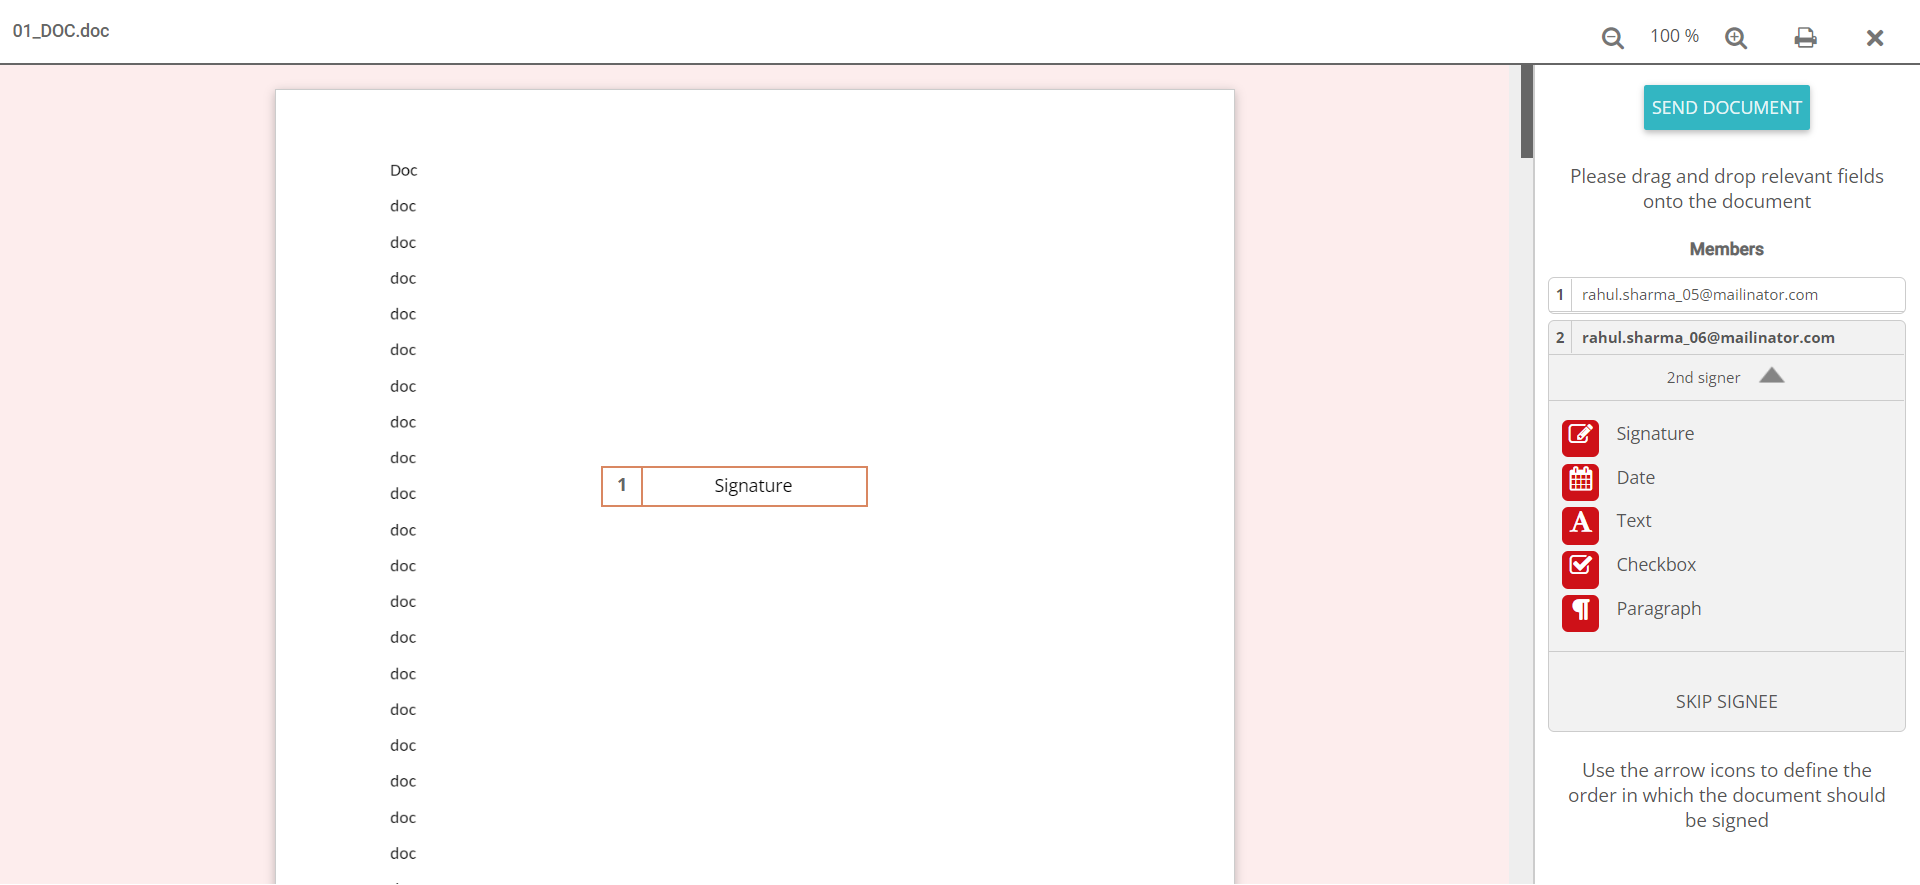 01_DOC.doc
100 %
SEND DOCUMENT
Please drag and drop relevant fields
onto the document
Members
1 rahul.sharma_05@mailinator.com
2 rahul.sharma_06@mailinator.com
2nd signer
Signature
Date
Text
Checkbox
Paragraph
SKIP SIGNEE
Use the arrow icons to define the
order in which the document should
be signed
Doc
doc
doc
doc
doc
doc
doc
doc
doc
1 Signature
doc
doc
doc
doc
doc
doc
doc
doc
doc
doc
doc